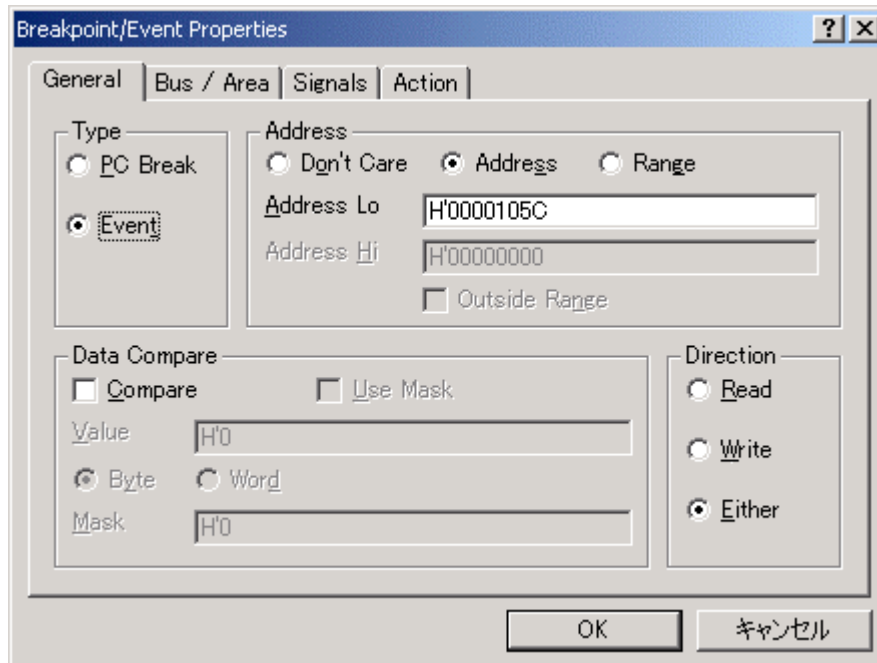 Breakpoint/Event Properties
General Bus / Area Signals Action
Type
PC Break
Event
Address
Don't Care Address Range
Address Lo H'0000105C
Address Hi H'00000000
Outside Range
Data Compare
Compare Use Mask
Value H'0
Byte Word
Mask H'0
Direction
Read
Write
Either
OK キャンセル